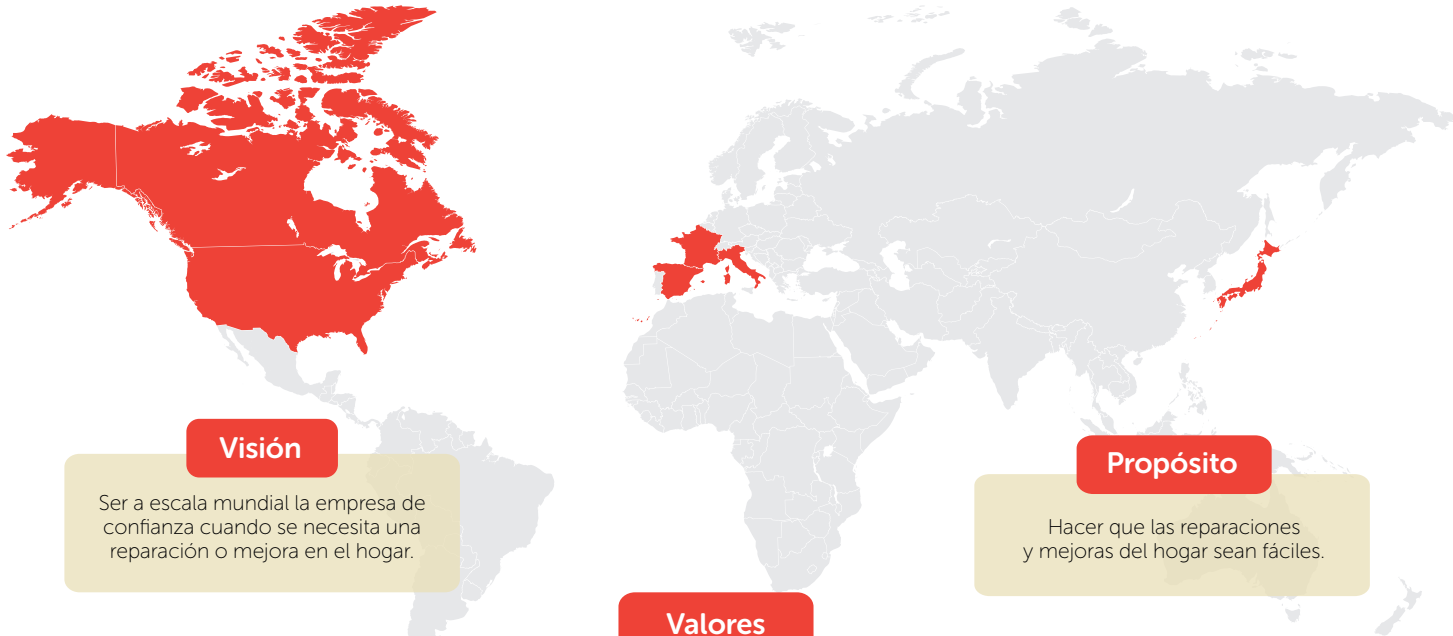 Visión
Ser a escala mundial la empresa de
confianza cuando se necesita una
reparación o mejora en el hogar.
Propósito
Hacer que las reparaciones
y mejoras del hogar sean fáciles.
Valores